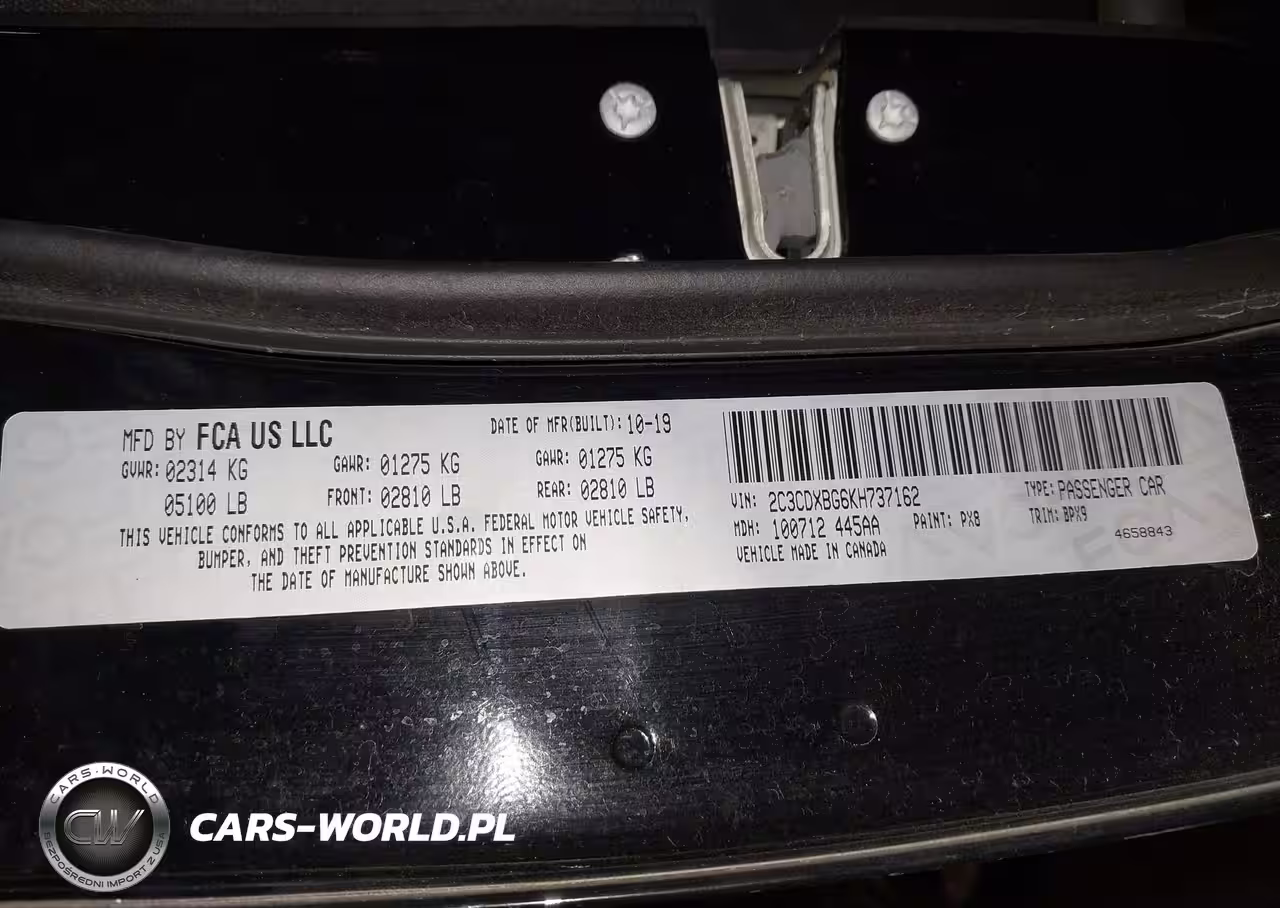 MFD BY FCA US LLC
DATE OF MFR(BUILT): 10-19
GVWR: 02314 KG
GAWR: 01275 KG
GAWR: 01275 KG
05100 LB
FRONT: 02810 LB
REAR: 02810 LB
THIS VEHICLE CONFORMS TO ALL APPLICABLE U.S.A. FEDERAL MOTOR VEHICLE SAFETY,
BUMPER, AND THEFT PREVENTION STANDARDS IN EFFECT ON
THE DATE OF MANUFACTURE SHOWN ABOVE.
VIN: 2C3CDXBG6KH737162
TYPE: PASSENGER CAR
MDH: 100712 445AA
PAINT: PX8
TRIM: BPX9
VEHICLE MADE IN CANADA
4658843
CARS-WORLD
CW
BEZPOŚREDNI IMPORT Z USA
CARS-WORLD.PL